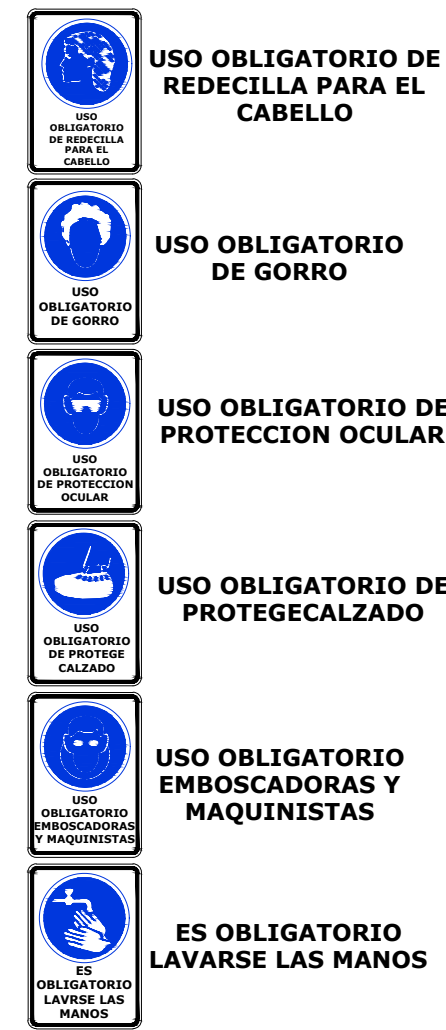 USO
OBLIGATORIO
DE REDECILLA
PARA EL
CABELLO
USO OBLIGATORIO DE
REDECILLA PARA EL
CABELLO
USO
OBLIGATORIO
DE GORRO
USO OBLIGATORIO
DE GORRO
USO
OBLIGATORIO
DE PROTECCION
OCULAR
USO OBLIGATORIO DE
PROTECCION OCULAR
USO
OBLIGATORIO
DE PROTEGE
CALZADO
USO OBLIGATORIO DE
PROTEGECALZADO
USO
OBLIGATORIO
EMBOSCADORAS
Y MAQUINISTAS
USO OBLIGATORIO
EMBOSCADORAS Y
MAQUINISTAS
ES
OBLIGATORIO
LAVRSE LAS
MANOS
ES OBLIGATORIO
LAVARSE LAS MANOS